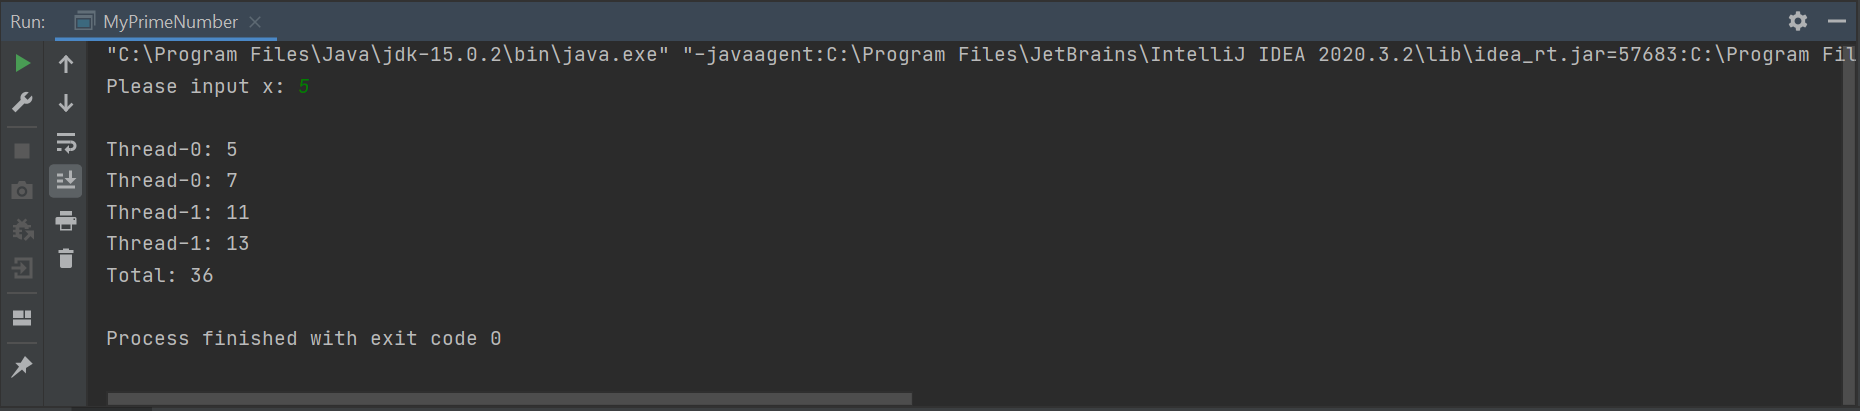 Run: MyPrimeNumber
"C:\Program Files\Java\jdk-15.0.2\bin\java.exe" "-javaagent:C:\Program Files\JetBrains\IntelliJ IDEA 2020.3.2\lib\idea_rt.jar=57683:C:\Program Fil
Please input x: 5
Thread-0: 5
Thread-0: 7
Thread-1: 11
Thread-1: 13
Total: 36
Process finished with exit code 0